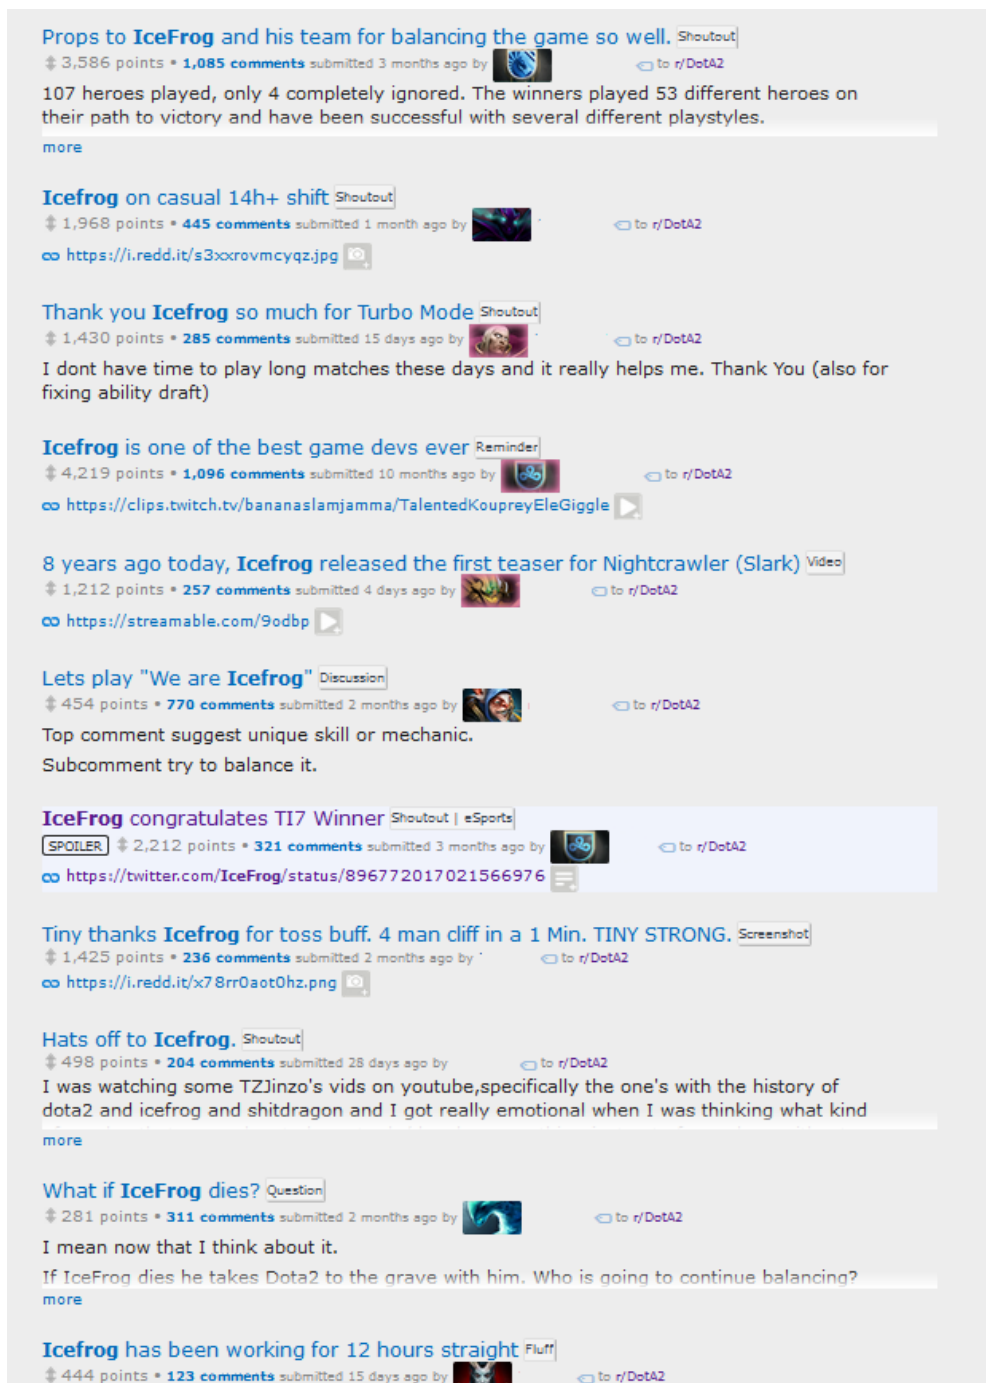 Props to IceFrog and his team for balancing the game so well. Shoutout
3,586 points • 1,085 comments submitted 3 months ago by to r/DotA2
107 heroes played, only 4 completely ignored. The winners played 53 different heroes on
their path to victory and have been successful with several different playstyles.
more
Icefrog on casual 14h+ shift Shoutout
1,968 points • 445 comments submitted 1 month ago by to r/DotA2
https://i.redd.it/s3xxrovmcyqz.jpg
Thank you Icefrog so much for Turbo Mode Shoutout
1,430 points • 285 comments submitted 15 days ago by to r/DotA2
I dont have time to play long matches these days and it really helps me. Thank You (also for
fixing ability draft)
Icefrog is one of the best game devs ever Reminder
4,219 points • 1,096 comments submitted 10 months ago by to r/DotA2
https://clips.twitch.tv/bananaslamjamma/TalentedKoupreyEleGiggle
8 years ago today, Icefrog released the first teaser for Nightcrawler (Slark) Video
1,212 points • 257 comments submitted 4 days ago by to r/DotA2
https://streamable.com/9odbp
Lets play "We are Icefrog" Discussion
454 points • 770 comments submitted 2 months ago by to r/DotA2
Top comment suggest unique skill or mechanic.
Subcomment try to balance it.
IceFrog congratulates TI7 Winner Shoutout | eSports
SPOILER 2,212 points • 321 comments submitted 3 months ago by to r/DotA2
https://twitter.com/IceFrog/status/896772017021566976
Tiny thanks Icefrog for toss buff. 4 man cliff in a 1 Min. TINY STRONG. Screenshot
1,425 points • 236 comments submitted 2 months ago by to r/DotA2
https://i.redd.it/x78rr0aot0hz.png
Hats off to Icefrog. Shoutout
498 points • 204 comments submitted 28 days ago by to r/DotA2
I was watching some TZJinzo's vids on youtube,specifically the one's with the history of
dota2 and icefrog and shitdragon and I got really emotional when I was thinking what kind
more
What if IceFrog dies? Question
281 points • 311 comments submitted 2 months ago by to r/DotA2
I mean now that I think about it.
If IceFrog dies he takes Dota2 to the grave with him. Who is going to continue balancing?
more
Icefrog has been working for 12 hours straight Fluff
444 points • 123 comments submitted 15 days ago by to r/DotA2